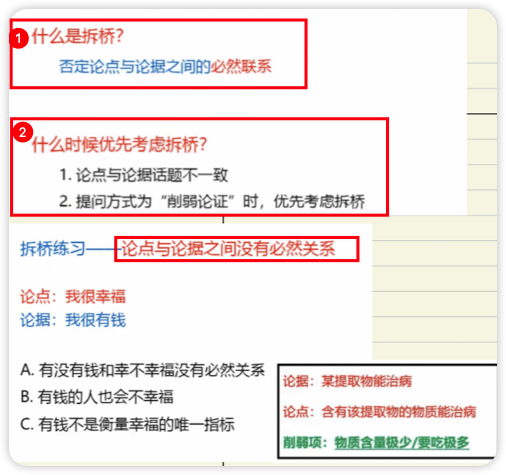 1 什么是拆桥？
否定论点与论据之间的必然联系
2 什么时候优先考虑拆桥？
1. 论点与论据话题不一致
2. 提问方式为“削弱论证”时，优先考虑拆桥
拆桥练习——论点与论据之间没有必然关系
论点：我很幸福
论据：我很有钱
A. 有没有钱和幸不幸福没有必然关系
B. 有钱的人也会不幸福
C. 有钱不是衡量幸福的唯一指标
论据：某提取物能治病
论点：含有该提取物的物质能治病
削弱项：物质含量极少/要吃极多